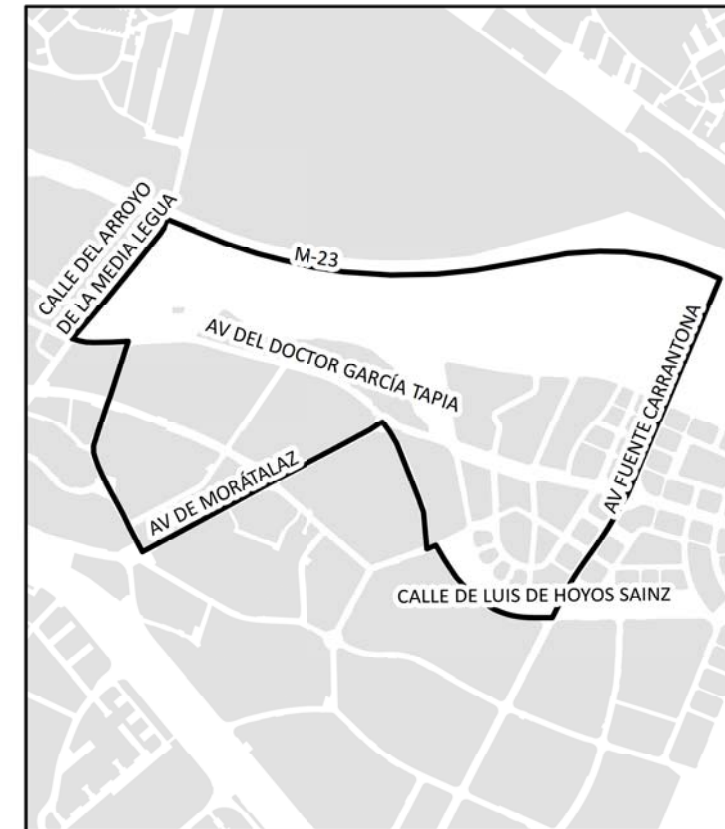 CALLE DEL ARROYO
DE LA MEDIA LEGUA
M-23
AV DEL DOCTOR GARCÍA TAPIA
AV FUENTE CARRANTONA
AV DE MORÁTALAZ
CALLE DE LUIS DE HOYOS SAINZ